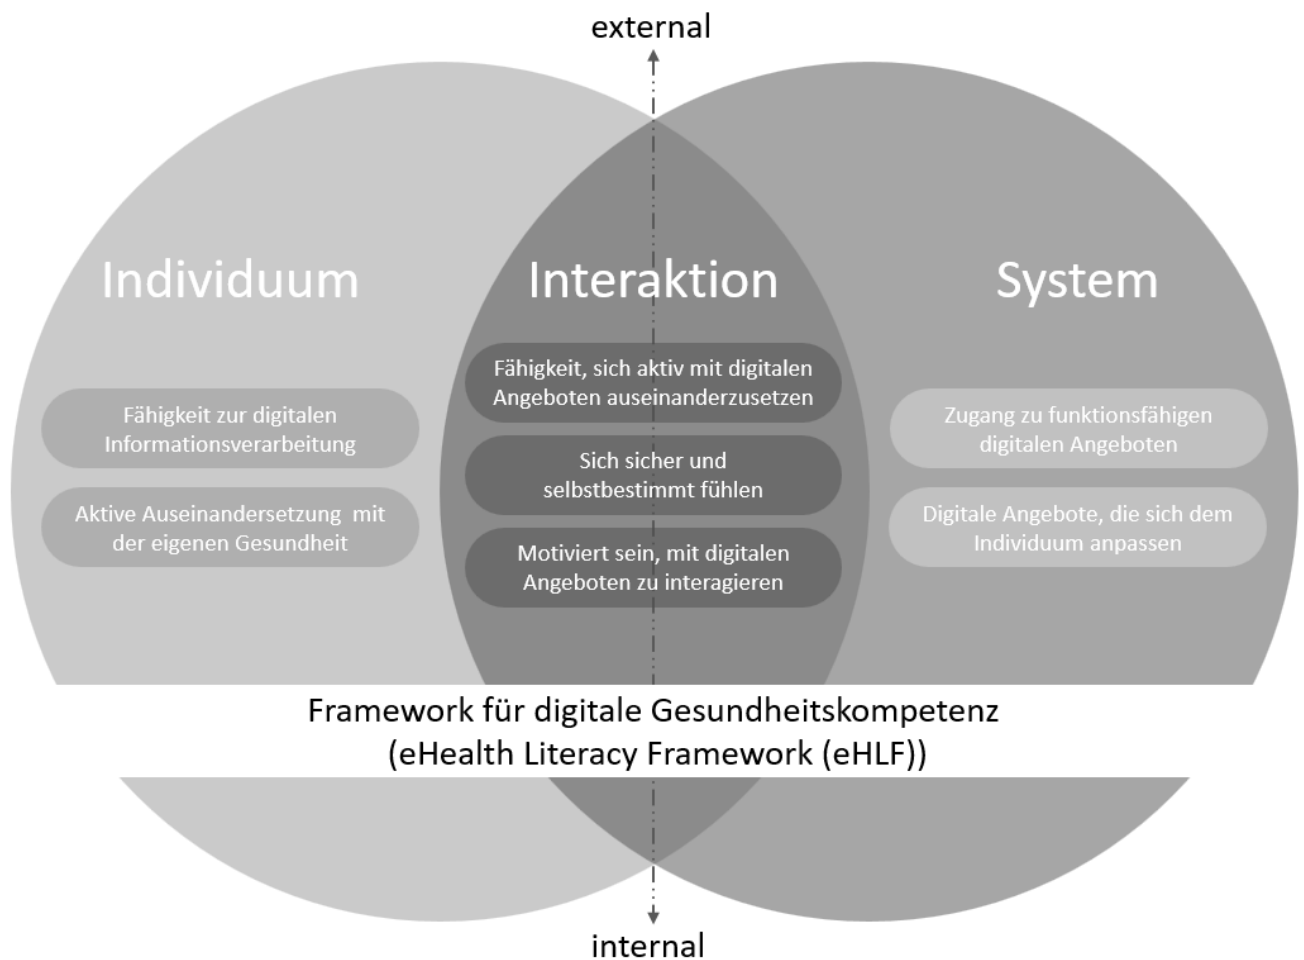 external
Individuum
Fähigkeit zur digitalen
Informationsverarbeitung
Aktive Auseinandersetzung mit
der eigenen Gesundheit
Interaktion
Fähigkeit, sich aktiv mit digitalen
Angeboten auseinanderzusetzen
Sich sicher und
selbstbestimmt fühlen
Motiviert sein, mit digitalen
Angeboten zu interagieren
System
Zugang zu funktionsfähigen
digitalen Angeboten
Digitale Angebote, die sich dem
Individuum anpassen
Framework für digitale Gesundheitskompetenz
(eHealth Literacy Framework (eHLF))
internal